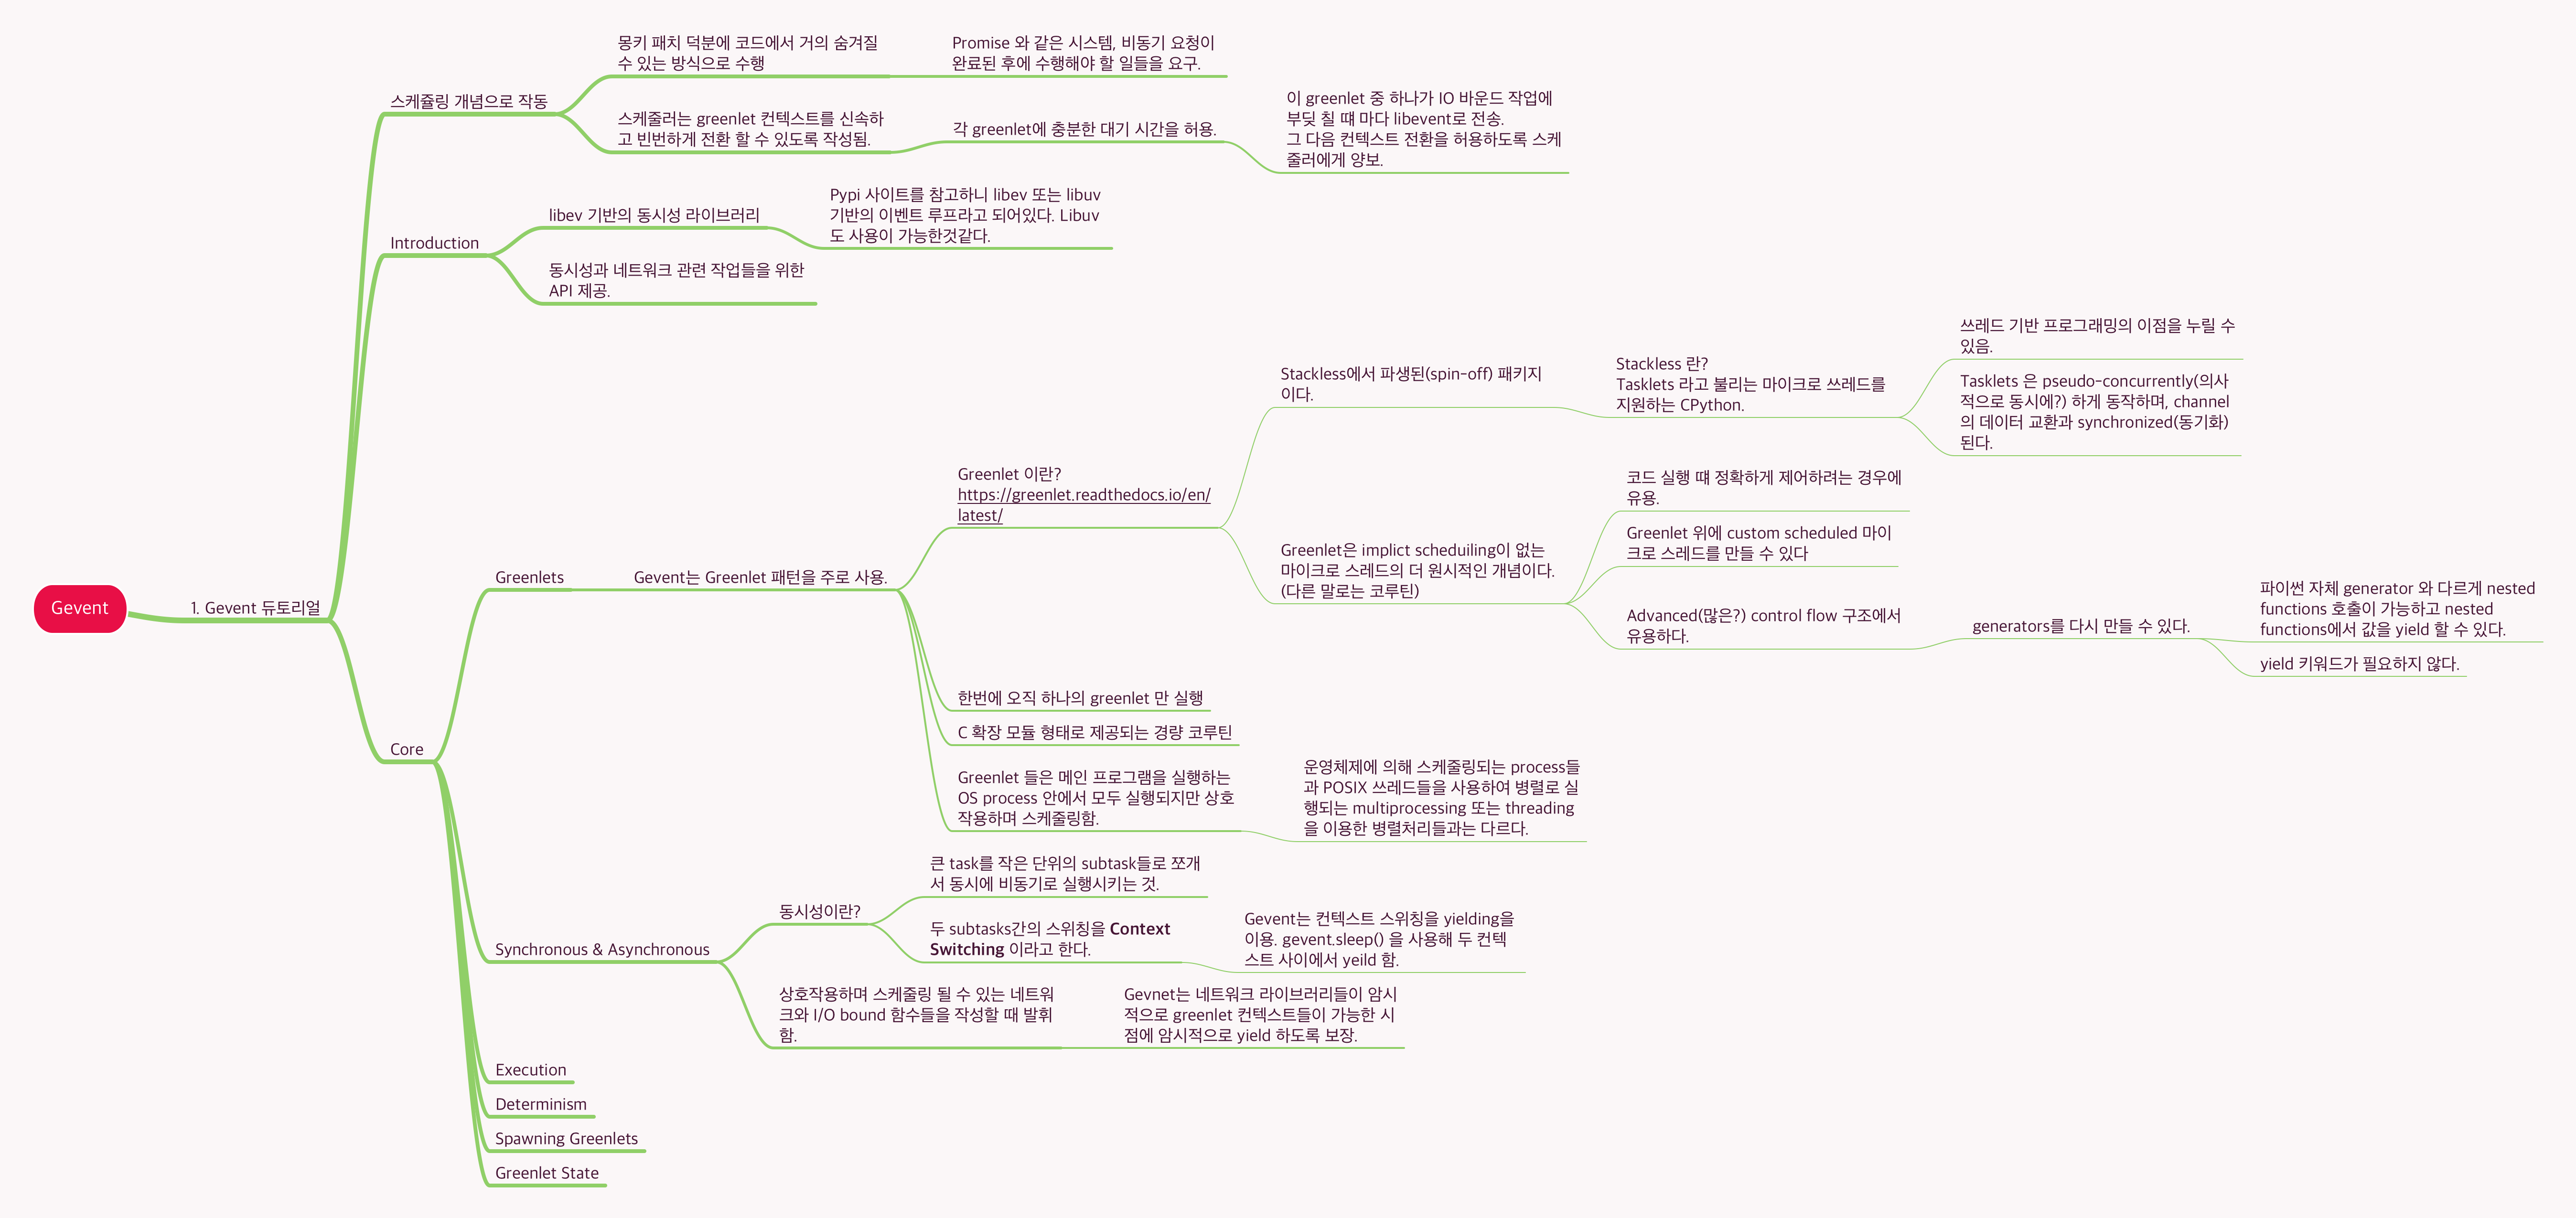 Gevent
1. Gevent 듀토리얼
스케쥴링 개념으로 작동
몽키 패치 덕분에 코드에서 거의 숨겨질
수 있는 방식으로 수행
Promise 와 같은 시스템, 비동기 요청이
완료된 후에 수행해야 할 일들을 요구.
스케줄러는 greenlet 컨텍스트를 신속하
고 빈번하게 전환 할 수 있도록 작성됨.
각 greenlet에 충분한 대기 시간을 허용.
이 greenlet 중 하나가 IO 바운드 작업에
부딪 칠 떄 마다 libevent로 전송.
그 다음 컨텍스트 전환을 허용하도록 스케
줄러에게 양보.
Introduction
libev 기반의 동시성 라이브러리
Pypi 사이트를 참고하니 libev 또는 libuv
기반의 이벤트 루프라고 되어있다. Libuv
도 사용이 가능한것같다.
동시성과 네트워크 관련 작업들을 위한
API 제공.
Core
Greenlets
Gevent는 Greenlet 패턴을 주로 사용.
Greenlet 이란?
https://greenlet.readthedocs.io/en/
latest/
Stackless에서 파생된(spin-off) 패키지
이다.
Stackless 란?
Tasklets 라고 불리는 마이크로 쓰레드를
지원하는 CPython.
쓰레드 기반 프로그래밍의 이점을 누릴 수
있음.
Tasklets 은 pseudo-concurrently(의사
적으로 동시에?) 하게 동작하며, channel
의 데이터 교환과 synchronized(동기화)
된다.
Greenlet은 implict scheduiling이 없는
마이크로 스레드의 더 원시적인 개념이다.
(다른 말로는 코루틴)
코드 실행 떄 정확하게 제어하려는 경우에
유용.
Greenlet 위에 custom scheduled 마이
크로 스레드를 만들 수 있다
Advanced(많은?) control flow 구조에서
유용하다.
generators를 다시 만들 수 있다.
파이썬 자체 generator 와 다르게 nested
functions 호출이 가능하고 nested
functions에서 값을 yield 할 수 있다.
yield 키워드가 필요하지 않다.
한번에 오직 하나의 greenlet 만 실행
C 확장 모듈 형태로 제공되는 경량 코루틴
Greenlet 들은 메인 프로그램을 실행하는
OS process 안에서 모두 실행되지만 상호
작용하며 스케줄링함.
운영체제에 의해 스케줄링되는 process들
과 POSIX 쓰레드들을 사용하여 병렬로 실
행되는 multiprocessing 또는 threading
을 이용한 병렬처리들과는 다르다.
Synchronous & Asynchronous
동시성이란?
큰 task를 작은 단위의 subtask들로 쪼개
서 동시에 비동기로 실행시키는 것.
두 subtasks간의 스위칭을 Context
Switching 이라고 한다.
Gevent는 컨텍스트 스위칭을 yielding을
이용. gevent.sleep() 을 사용해 두 컨텍
스트 사이에서 yeild 함.
상호작용하며 스케줄링 될 수 있는 네트워
크와 I/O bound 함수들을 작성할 때 발휘
함.
Gevnet는 네트워크 라이브러리들이 암시
적으로 greenlet 컨텍스트들이 가능한 시
점에 암시적으로 yield 하도록 보장.
Execution
Determinism
Spawning Greenlets
Greenlet State